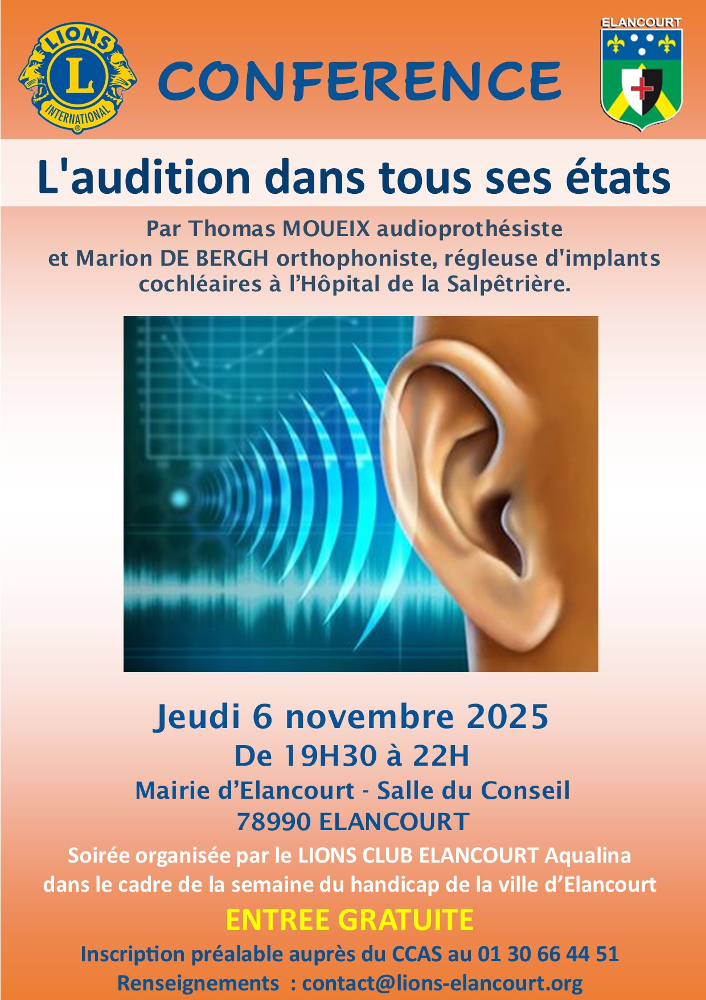 LIONS
L
INTERNATIONAL
®
CONFERENCE
ELANCOURT
L'audition dans tous ses états
Par Thomas MOUEIX audioprothésiste
et Marion DE BERGH orthophoniste, régleuse d'implants
cochléaires à l’Hôpital de la Salpêtrière.
Jeudi 6 novembre 2025
De 19H30 à 22H
Mairie d’Elancourt - Salle du Conseil
78990 ELANCOURT
Soirée organisée par le LIONS CLUB ELANCOURT Aqualina
dans le cadre de la semaine du handicap de la ville d’Elancourt
ENTREE GRATUITE
Inscription préalable auprès du CCAS au 01 30 66 44 51
Renseignements : contact@lions-elancourt.org